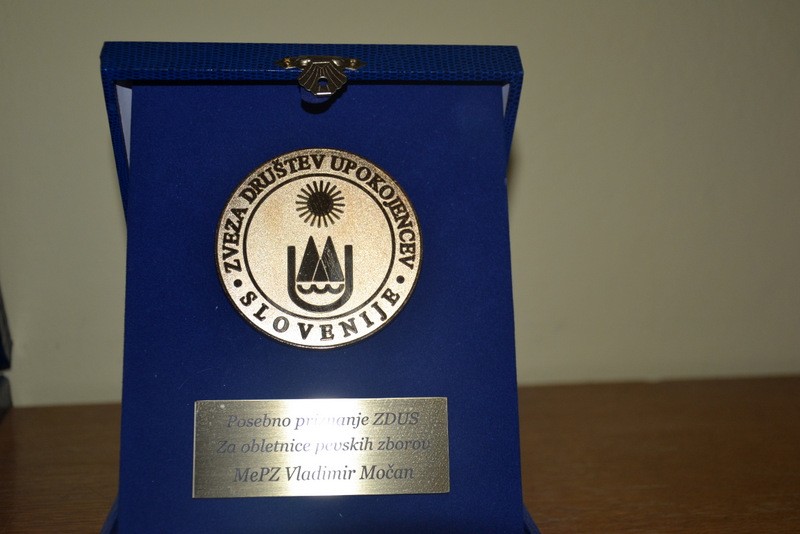 ZVEZA DRUŠTEV UPOKOJENCEV
• SLOVENIJE •
Posebno priznanje ZDUS
Za obletnice pevskih zborov
MePZ Vladimir Močan